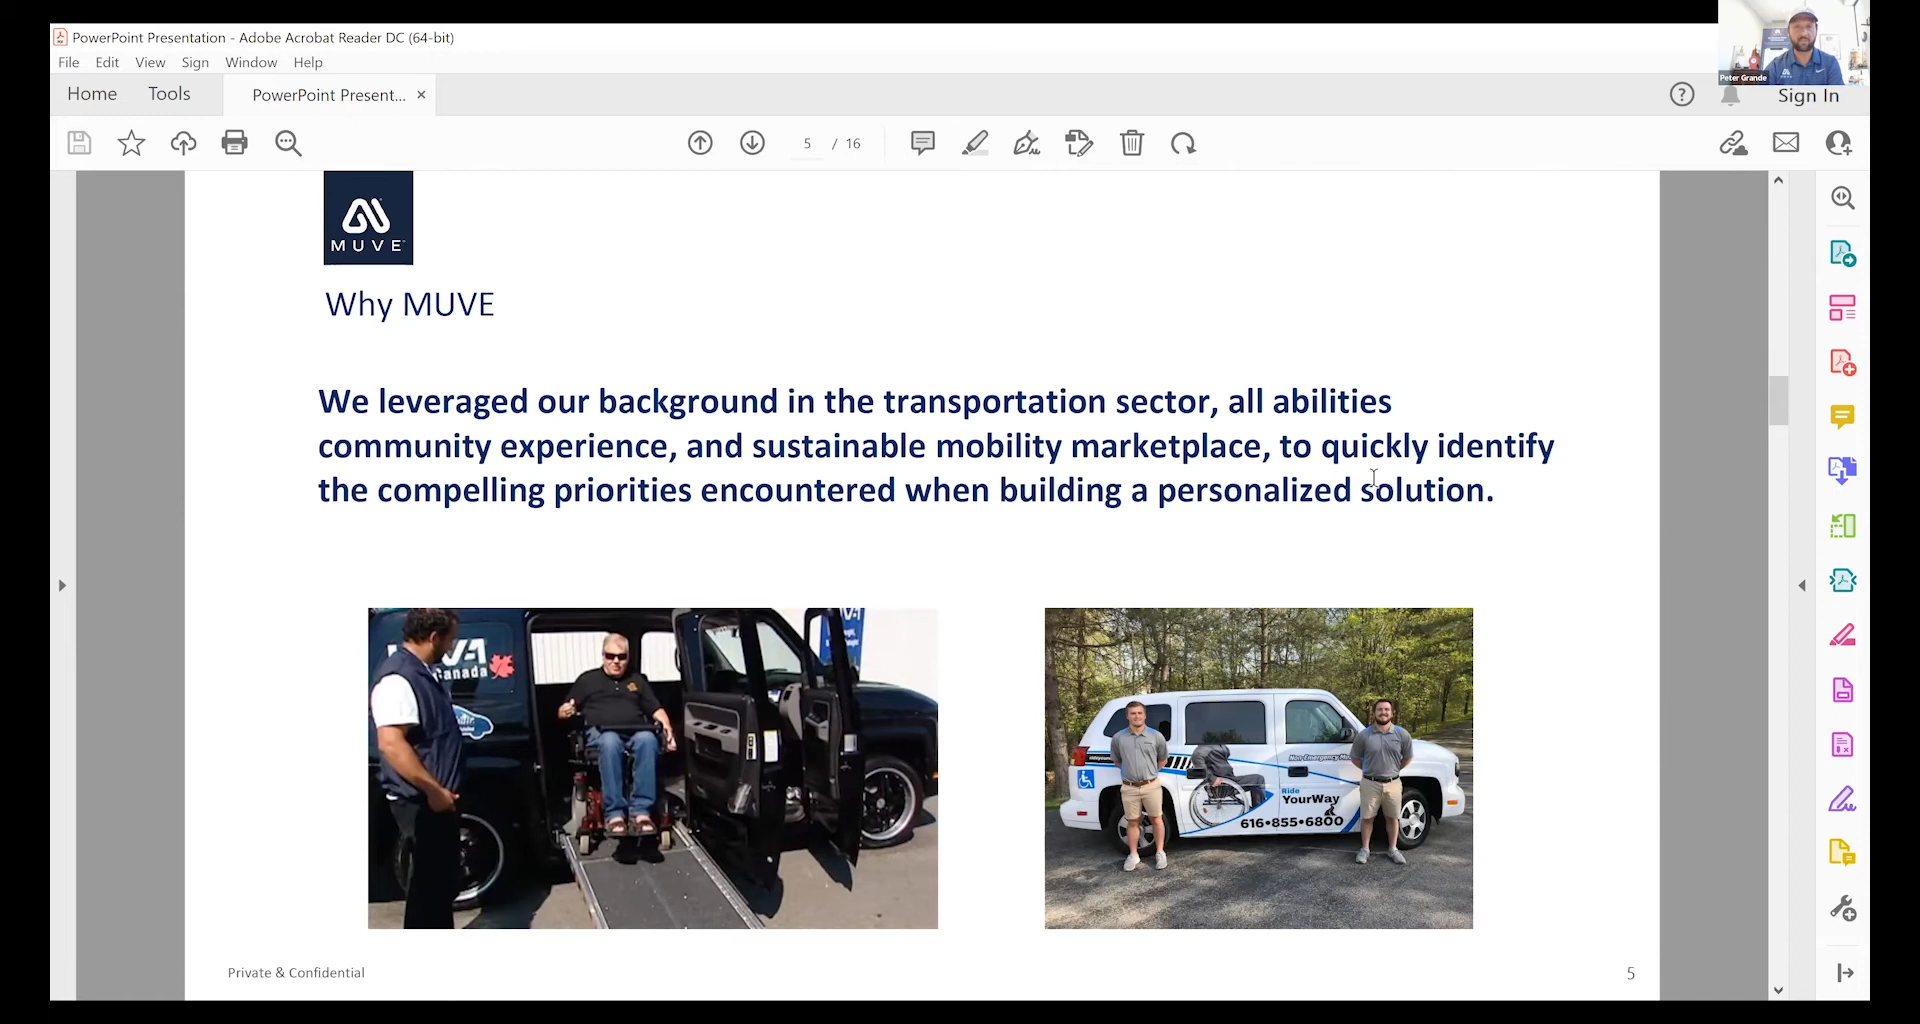 PowerPoint Presentation - Adobe Acrobat Reader DC (64-bit)
File Edit View Sign Window Help
Home Tools PowerPoint Present... ×
Peter Grande
? Sign In
5 / 16
MUVE
Why MUVE
We leveraged our background in the transportation sector, all abilities
community experience, and sustainable mobility marketplace, to quickly identify
the compelling priorities encountered when building a personalized solution.
Canada
Ride
YourWay
616•855•6800
Private & Confidential
5